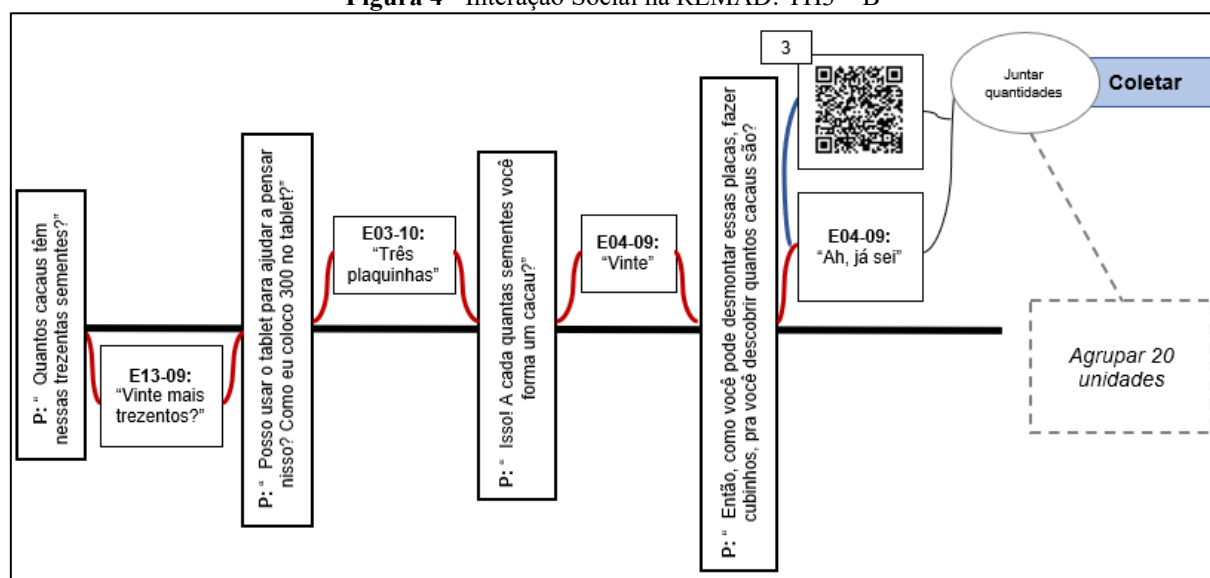 Figura 4 - Interação Social na REMAD: – B
P: “ Quantos cacaus têm
nessas trezentas sementes?”
E13-09:
“Vinte mais
trezentos?”
P: “ Posso usar o tablet para ajudar a pensar
nisso? Como eu coloco 300 no tablet?”
E03-10:
“Três
plaquinhas”
P: “ Isso! A cada quantas sementes você
forma um cacau?”
E04-09:
“Vinte”
P: “ Então, como você pode desmontar essas placas, fazer
cubinhos, pra você descobrir quantos cacaus são?
3
E04-09:
“Ah, já sei”
Juntar
quantidades
Coletar
Agrupar 20
unidades